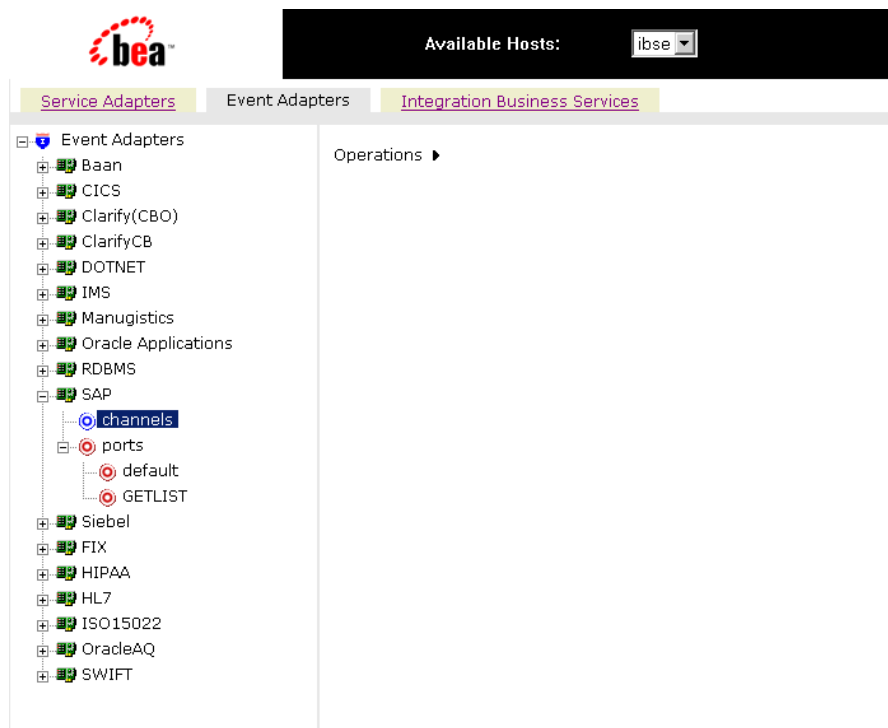 bea™
Available Hosts: ibse
Service Adapters Event Adapters Integration Business Services
Event Adapters
Baan
CICS
Clarify(CBO)
ClarifyCB
DOTNET
IMS
Manugistics
Oracle Applications
RDBMS
SAP
channels
ports
default
GETLIST
Siebel
FIX
HIPAA
HL7
ISO15022
OracleAQ
SWIFT
Operations